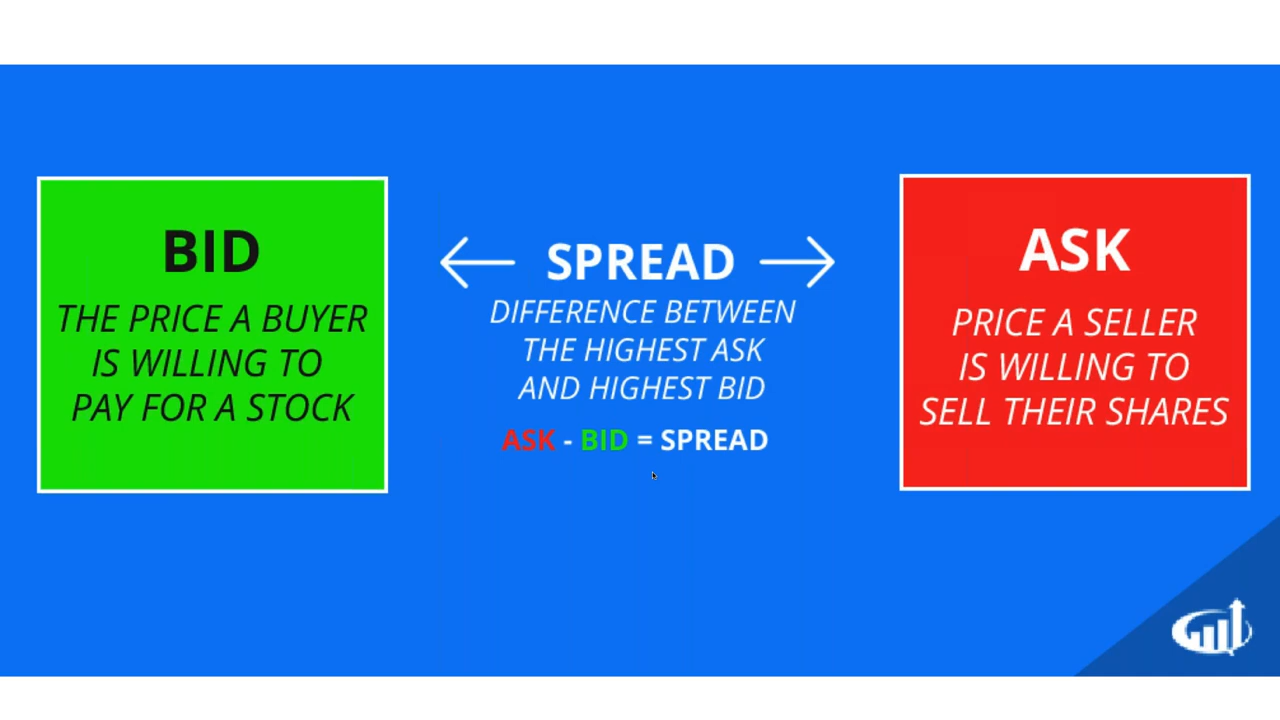 BID
THE PRICE A BUYER
IS WILLING TO
PAY FOR A STOCK
SPREAD
DIFFERENCE BETWEEN
THE HIGHEST ASK
AND HIGHEST BID
ASK - BID = SPREAD
ASK
PRICE A SELLER
IS WILLING TO
SELL THEIR SHARES